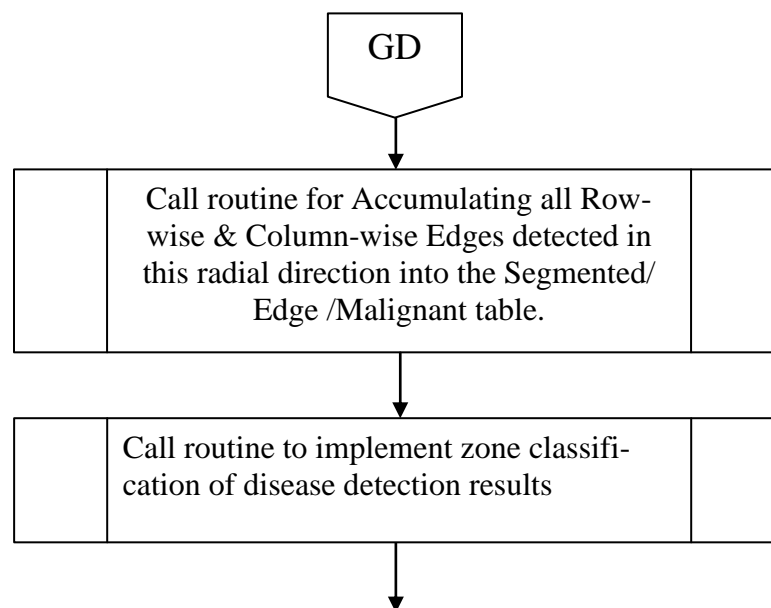 GD
Call routine for Accumulating all Row-
wise & Column-wise Edges detected in
this radial direction into the Segmented/
Edge /Malignant table.
Call routine to implement zone classifi-
cation of disease detection results